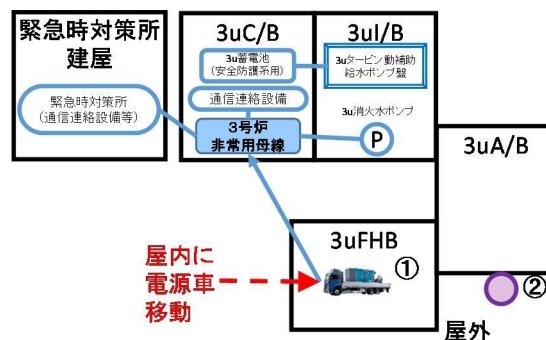 緊急時対策所
建屋
緊急時対策所
(通信連絡設備等)
3uC/B
3u蓄電池
(安全防護系用)
通信連絡設備
3号炉
非常用母線
3uI/B
3uタービン動補助
給水ポンプ盤
3u消火水ポンプ
P
3uA/B
3uFHB
①
屋内に
電源車
移動
②
屋外